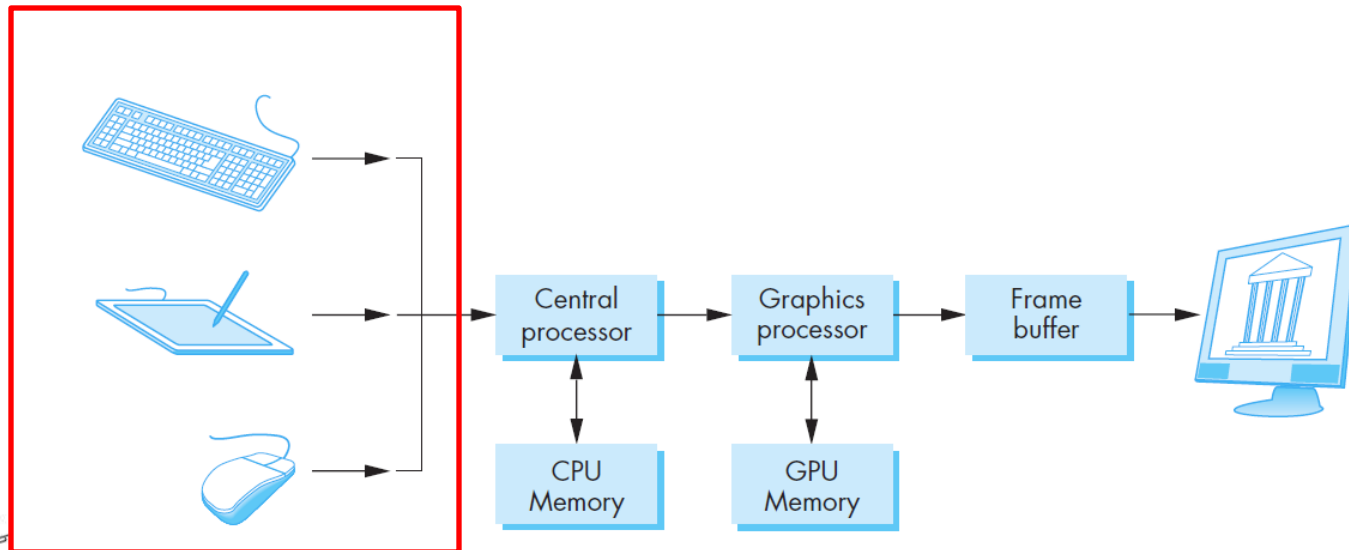 Central
processor
Graphics
processor
Frame
buffer
CPU
Memory
GPU
Memory